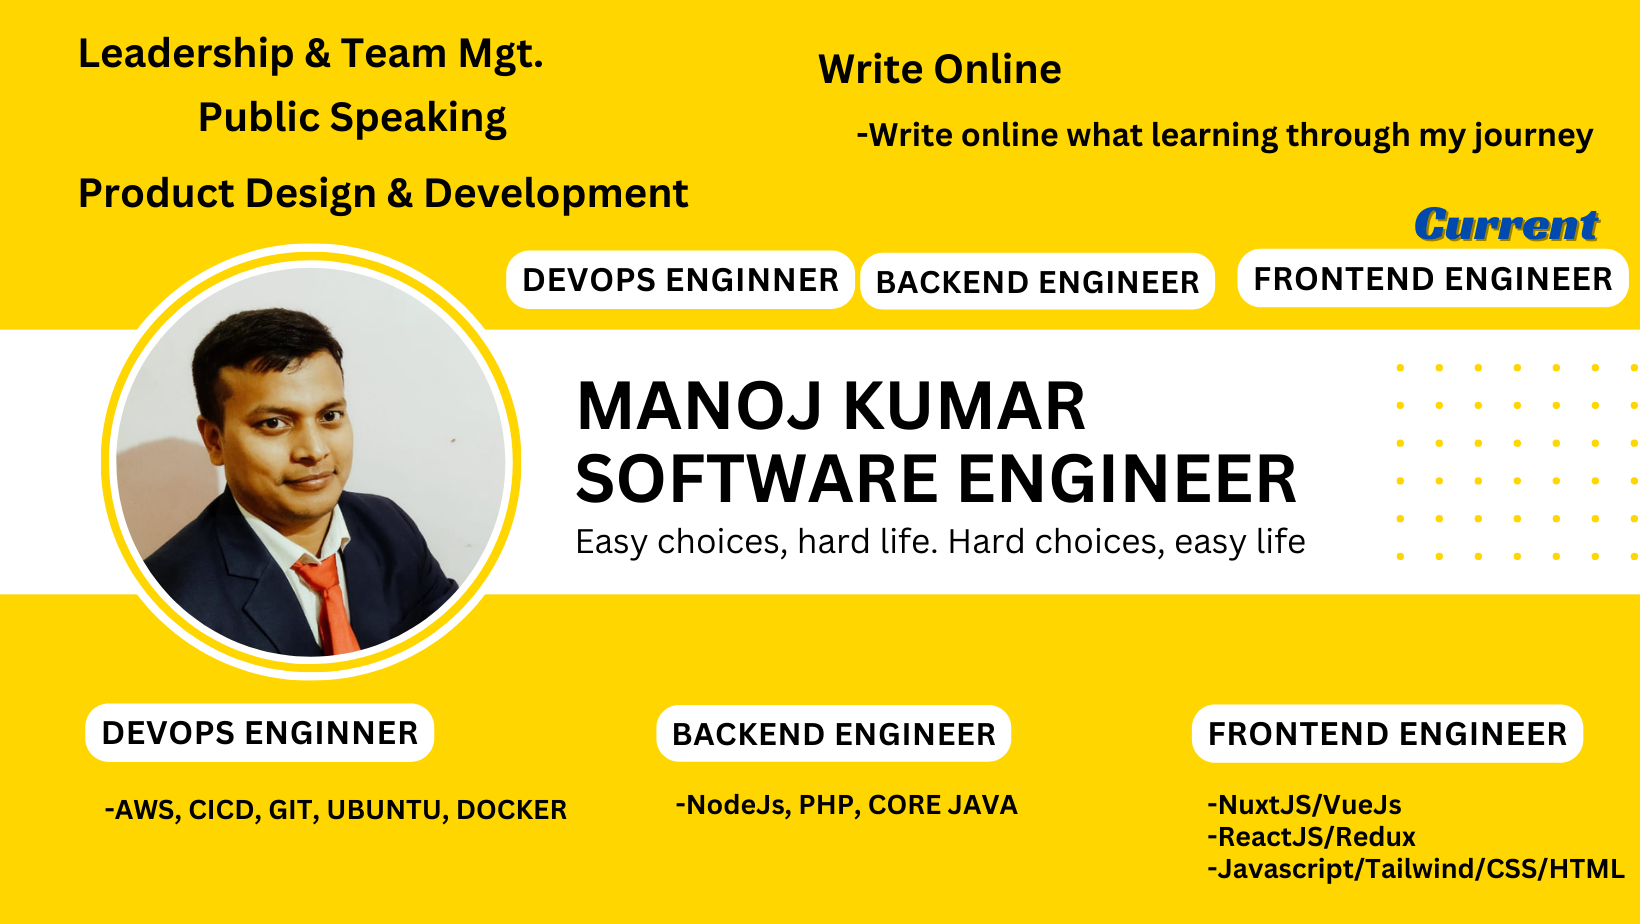 Leadership & Team Mgt.
Public Speaking
Product Design & Development
Write Online
-Write online what learning through my journey
Current
DEVOPS ENGINNER
BACKEND ENGINEER
FRONTEND ENGINEER
MANOJ KUMAR
SOFTWARE ENGINEER
Easy choices, hard life. Hard choices, easy life
DEVOPS ENGINNER
-AWS, CICD, GIT, UBUNTU, DOCKER
BACKEND ENGINEER
-NodeJs, PHP, CORE JAVA
FRONTEND ENGINEER
-NuxtJS/VueJs
-ReactJS/Redux
-Javascript/Tailwind/CSS/HTML